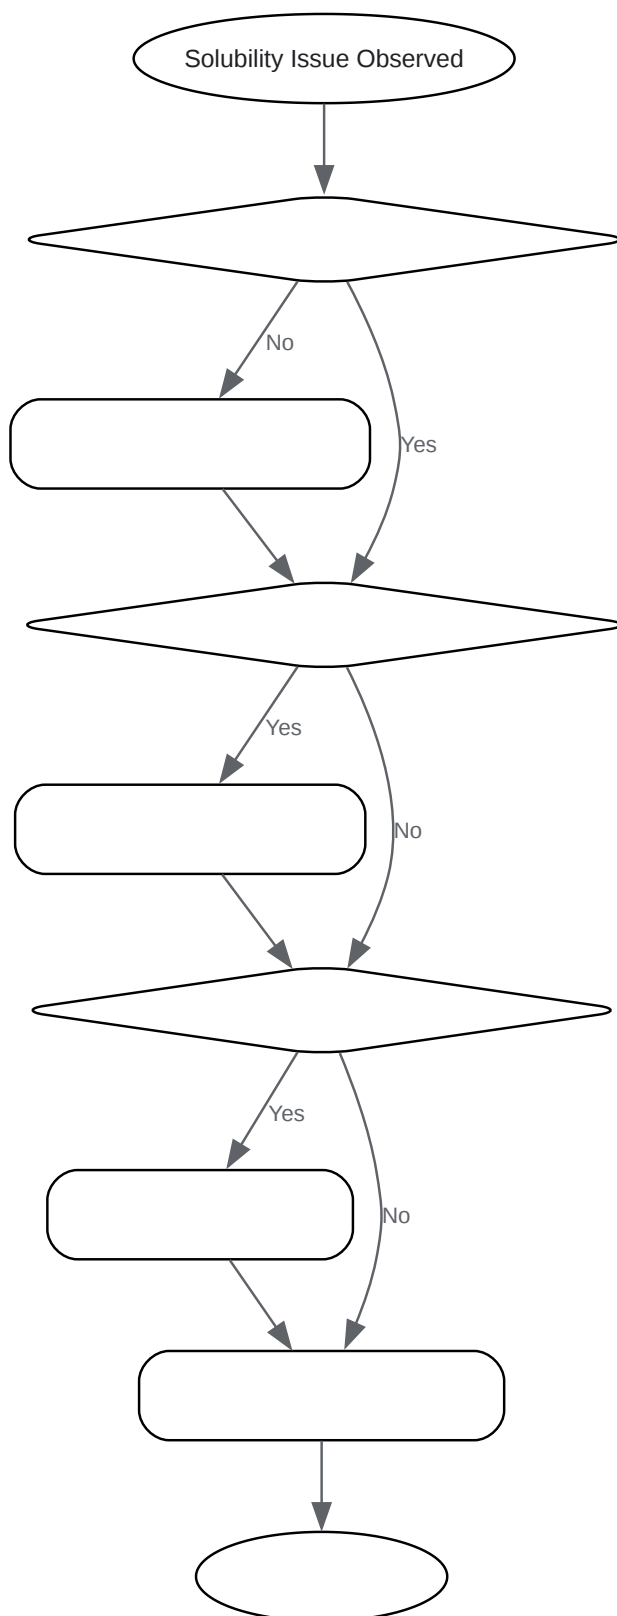 Solubility Issue Observed
No
Yes
Yes
No
Yes
No